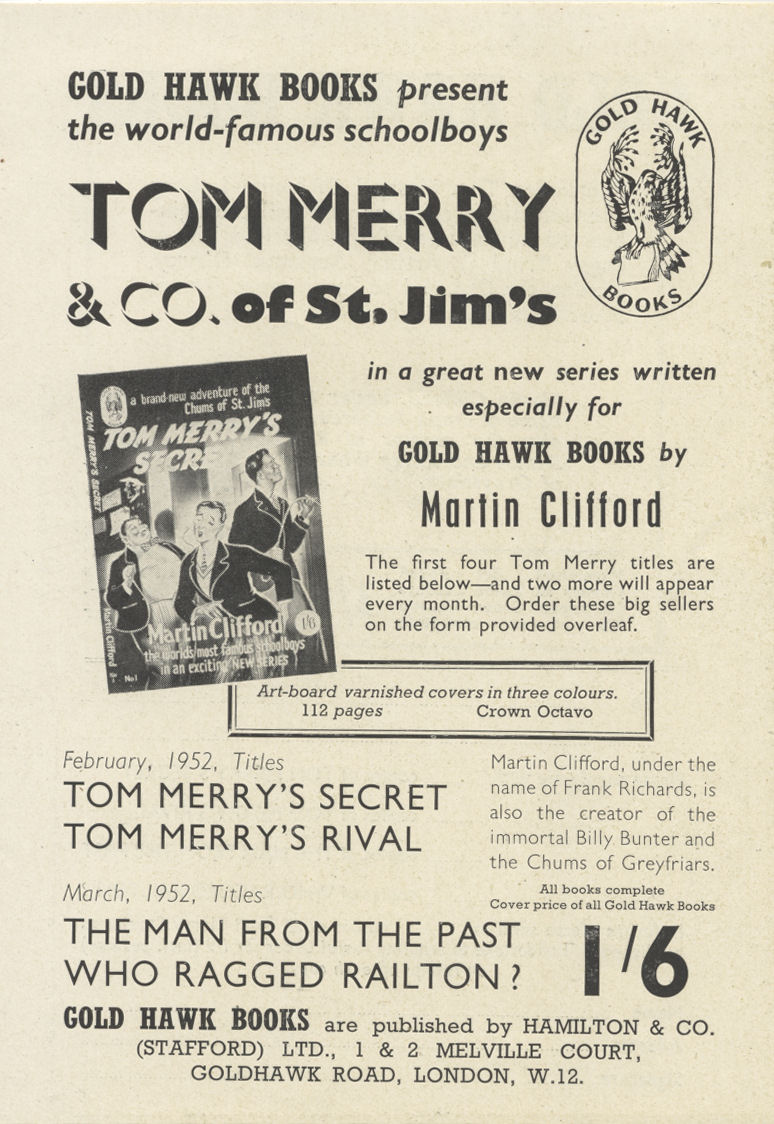 GOLD HAWK BOOKS present
the world-famous schoolboys
GOLD HAWK
BOOKS
TOM MERRY
& CO. of St. Jim's
a brand-new adventure of the
Chums of St. Jim's
TOM MERRY'S
SECRE
TOM MERRY'S SECRET
Martin Clifford
Martin Clifford
1/6
the worlds most famous schoolboys
in an exciting NEW SERIES
No1
in a great new series written
especially for
GOLD HAWK BOOKS by
Martin Clifford
The first four Tom Merry titles are
listed below—and two more will appear
every month. Order these big sellers
on the form provided overleaf.
Art-board varnished covers in three colours.
112 pages Crown Octavo
February, 1952, Titles
TOM MERRY'S SECRET
TOM MERRY'S RIVAL
March, 1952, Titles
THE MAN FROM THE PAST
WHO RAGGED RAILTON?
Martin Clifford, under the
name of Frank Richards, is
also the creator of the
immortal Billy Bunter and
the Chums of Greyfriars.
All books complete
Cover price of all Gold Hawk Books
1/6
GOLD HAWK BOOKS are published by HAMILTON & CO.
(STAFFORD) LTD., 1 & 2 MELVILLE COURT,
GOLDHAWK ROAD, LONDON, W.12.